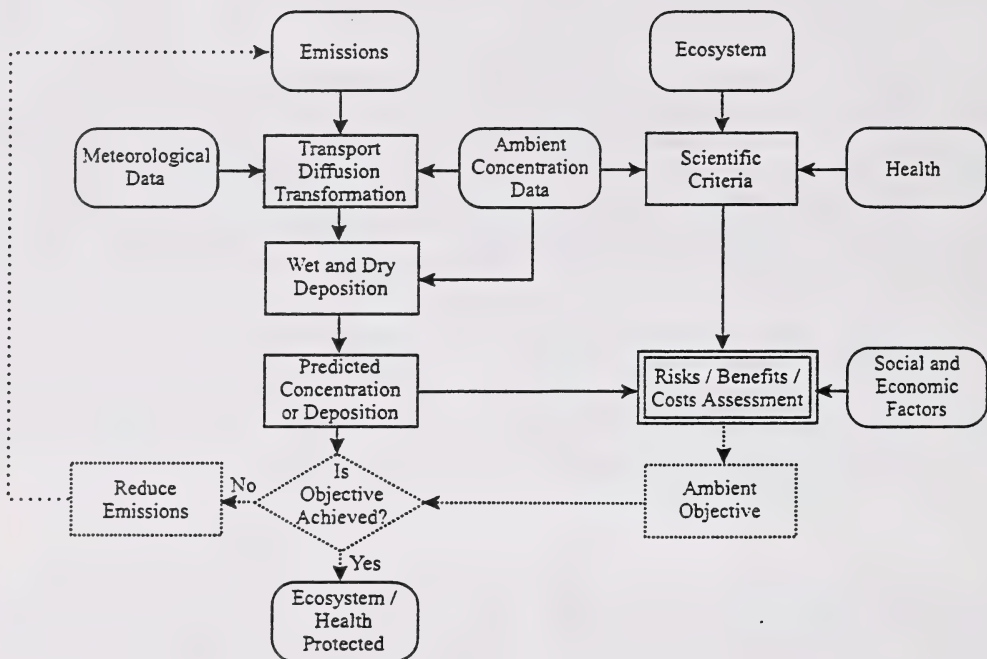 Emissions
Ecosystem
Meteorological
Data
Transport
Diffusion
Transformation
Ambient
Concentration
Data
Scientific
Criteria
Health
Wet and Dry
Deposition
Predicted
Concentration
or Deposition
Risks / Benefits /
Costs Assessment
Social and
Economic
Factors
Reduce
Emissions
No
Is
Objective
Achieved?
Ambient
Objective
Yes
Ecosystem /
Health
Protected